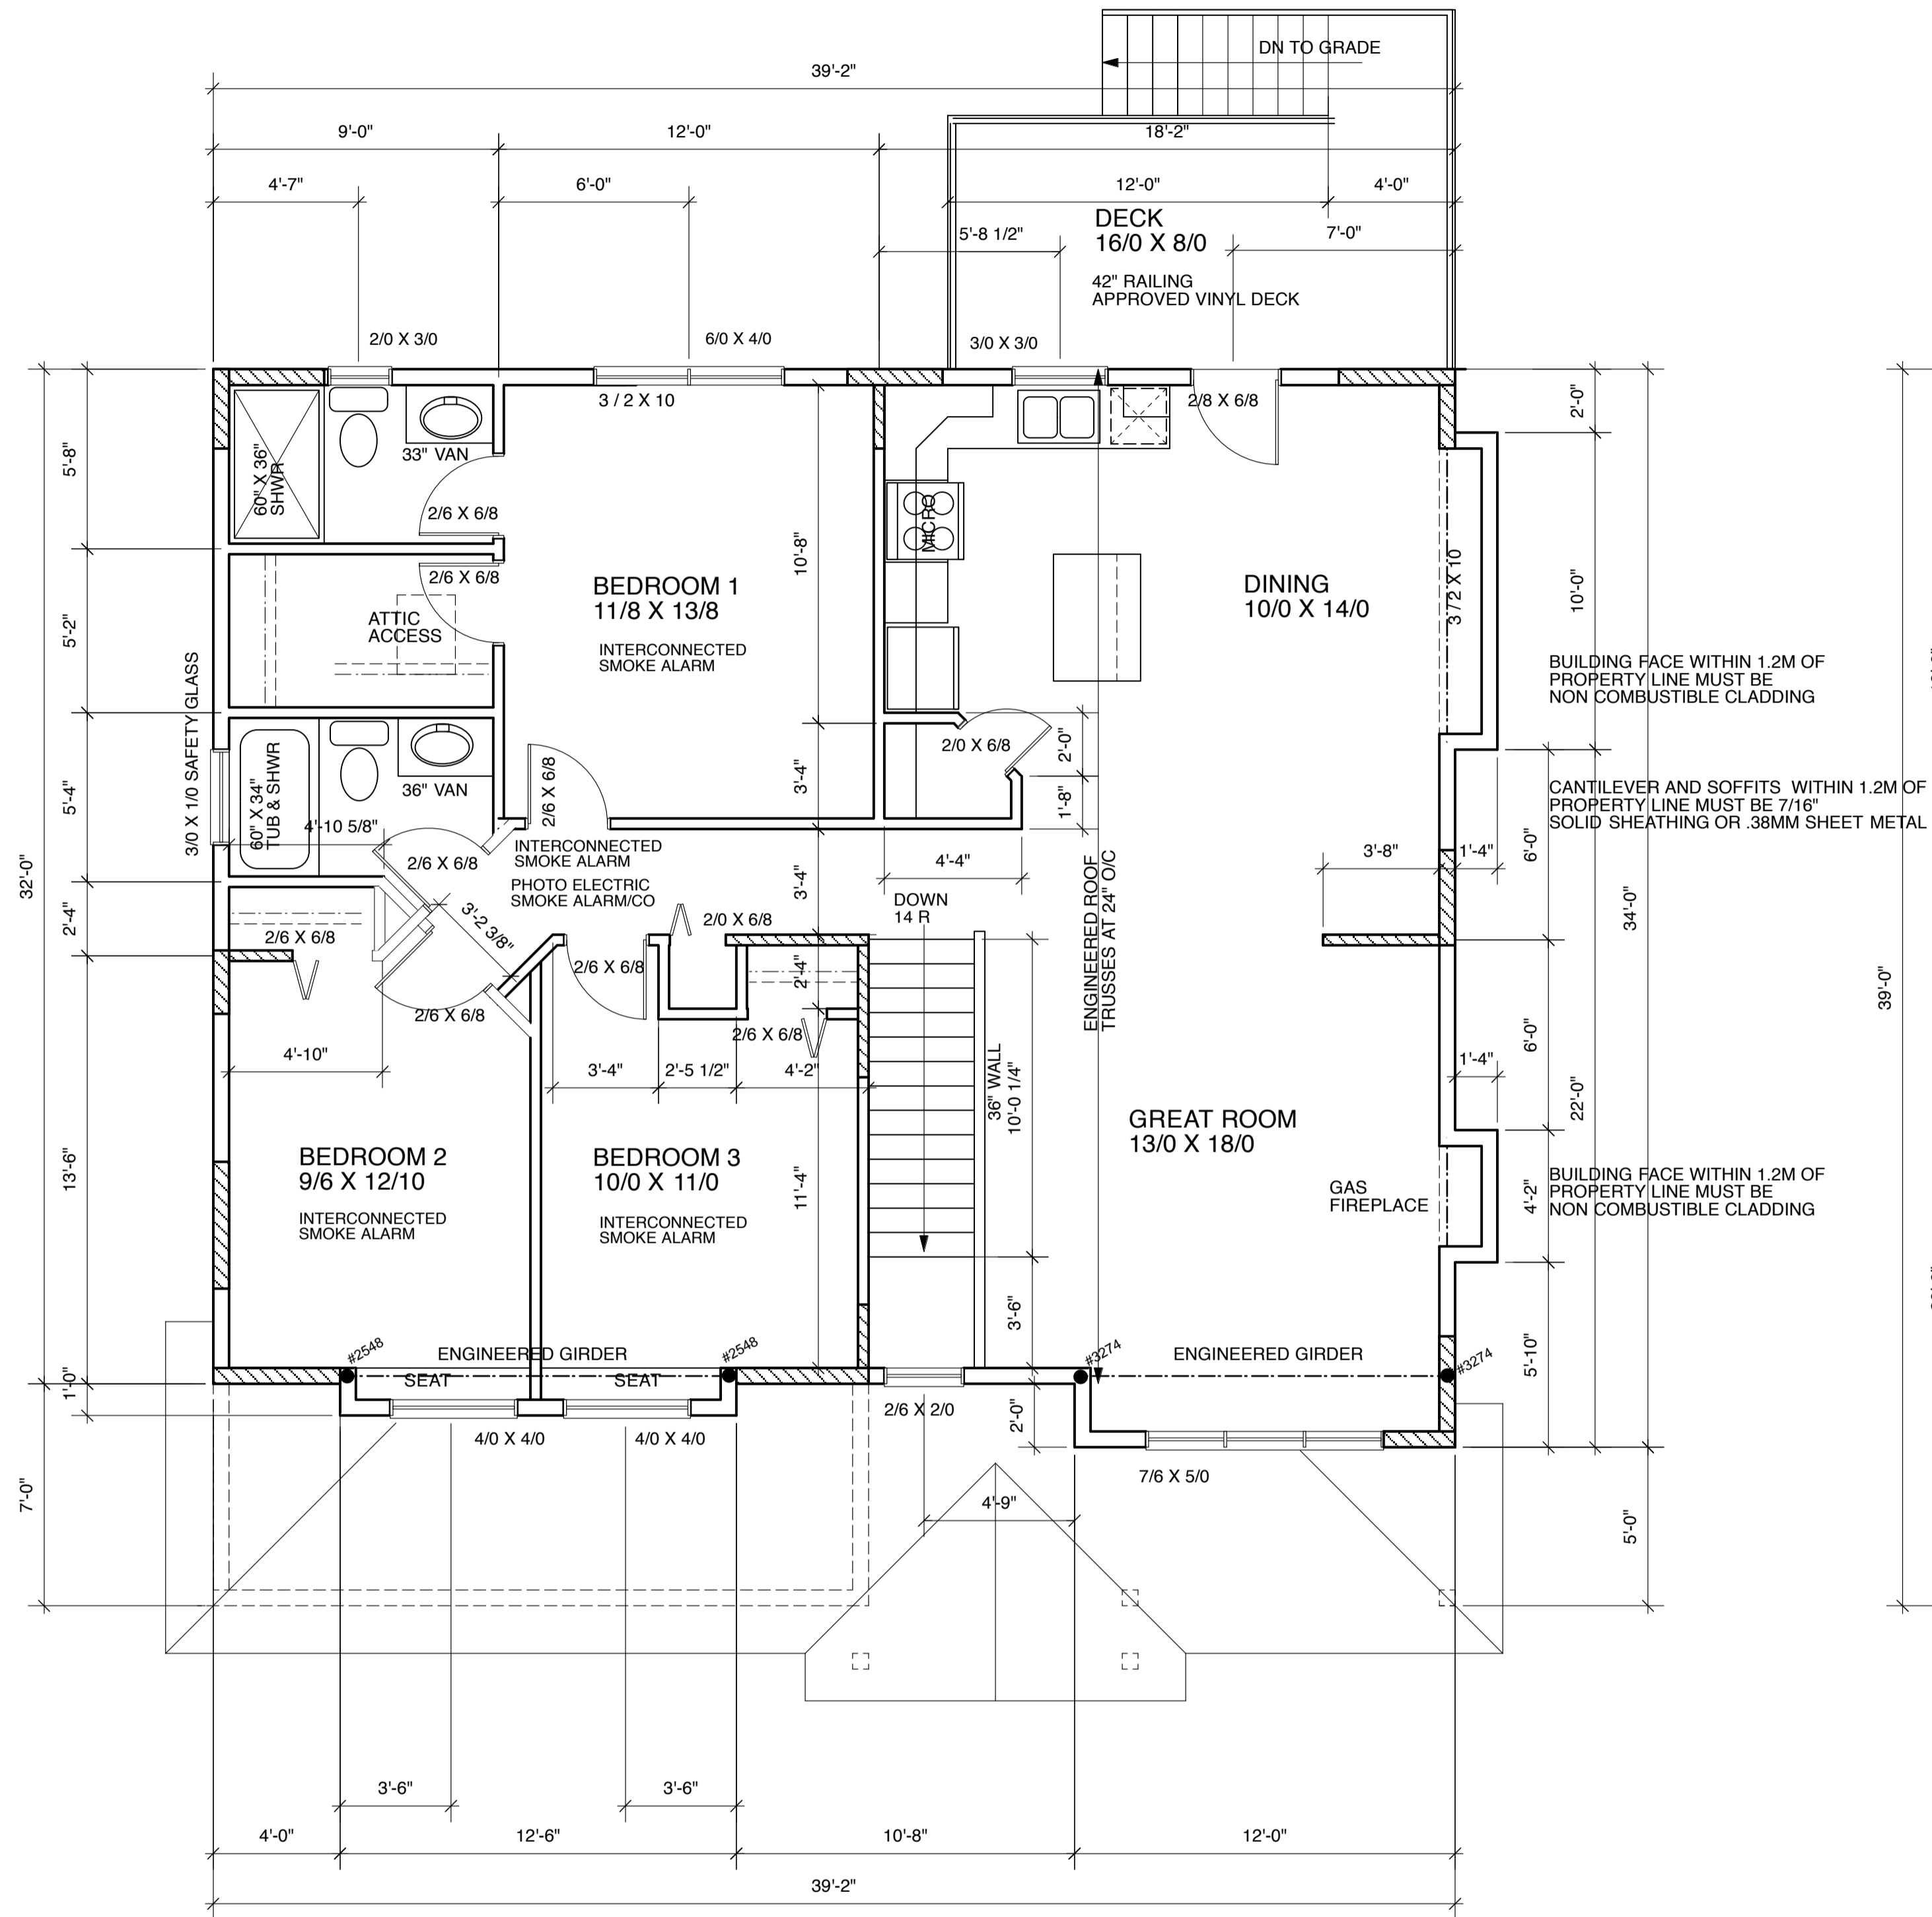 DN TO GRADE
39'-2"
9'-0"
12'-0"
18'-2"
4'-7"
6'-0"
12'-0"
4'-0"
DECK
16/0 X 8/0
5'-8 1/2"
7'-0"
42" RAILING
APPROVED VINYL DECK
2/0 X 3/0
6/0 X 4/0
3/0 X 3/0
3 / 2 X 10
2/8 X 6/8
2'-0"
33" VAN
60" X 36"
SHWR
5'-8"
2/6 X 6/8
MICRO
10'-8"
2/6 X 6/8
BEDROOM 1
11/8 X 13/8
DINING
10/0 X 14/0
3 / 2 X 10
10'-0"
ATTIC
ACCESS
5'-2"
INTERCONNECTED
SMOKE ALARM
BUILDING FACE WITHIN 1.2M OF
PROPERTY LINE MUST BE
NON COMBUSTIBLE CLADDING
3/0 X 1/0 SAFETY GLASS
2/0 X 6/8
2'-0"
3'-4"
1'-8"
5'-4"
60" X 34"
TUB & SHWR
36" VAN
2/6 X 6/8
CANTILEVER AND SOFFITS WITHIN 1.2M OF
PROPERTY LINE MUST BE 7/16"
SOLID SHEATHING OR .38MM SHEET METAL
4'-10 5/8"
2/6 X 6/8
INTERCONNECTED
SMOKE ALARM
PHOTO ELECTRIC
SMOKE ALARM/CO
3'-4"
4'-4"
3'-8"
1'-4"
6'-0"
32'-0"
34'-0"
39'-0"
2'-4"
2/6 X 6/8
3'-2 3/8"
2/0 X 6/8
DOWN
14 R
ENGINEERED ROOF
TRUSSES AT 24" O/C
2/6 X 6/8
2'-4"
2/6 X 6/8
2/6 X 6/8
6'-0"
4'-10"
3'-4"
2'-5 1/2"
4'-2"
36" WALL
10'-0 1/4"
1'-4"
22'-0"
GREAT ROOM
13/0 X 18/0
BEDROOM 2
9/6 X 12/10
BEDROOM 3
10/0 X 11/0
13'-6"
11'-4"
GAS
FIREPLACE
4'-2"
BUILDING FACE WITHIN 1.2M OF
PROPERTY LINE MUST BE
NON COMBUSTIBLE CLADDING
INTERCONNECTED
SMOKE ALARM
INTERCONNECTED
SMOKE ALARM
3'-6"
5'-10"
#2548
ENGINEERED GIRDER
#2548
#3274
ENGINEERED GIRDER
#3274
1'-0"
SEAT
SEAT
2/6 X 2/0
2'-0"
4/0 X 4/0
4/0 X 4/0
7/6 X 5/0
7'-0"
4'-9"
5'-0"
3'-6"
3'-6"
4'-0"
12'-6"
10'-8"
12'-0"
39'-2"